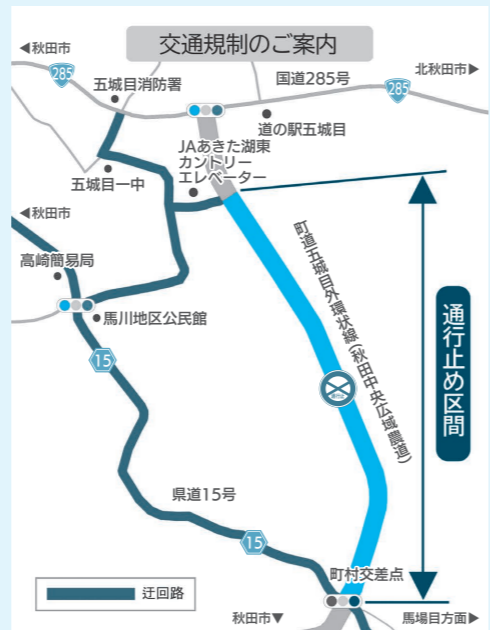 交通規制のご案内
◀秋田市
北秋田市▶
285
五城目消防署
国道285号
285
道の駅五城目
JAあきた湖東
カントリー
エレベーター
五城目一中
◀秋田市
町道五城目外環状線(秋田中央広域農道)
高崎簡易局
馬川地区公民館
通行止め区間
15
県道15号
15
町村交差点
迂回路
秋田市▼
馬場目方面▶